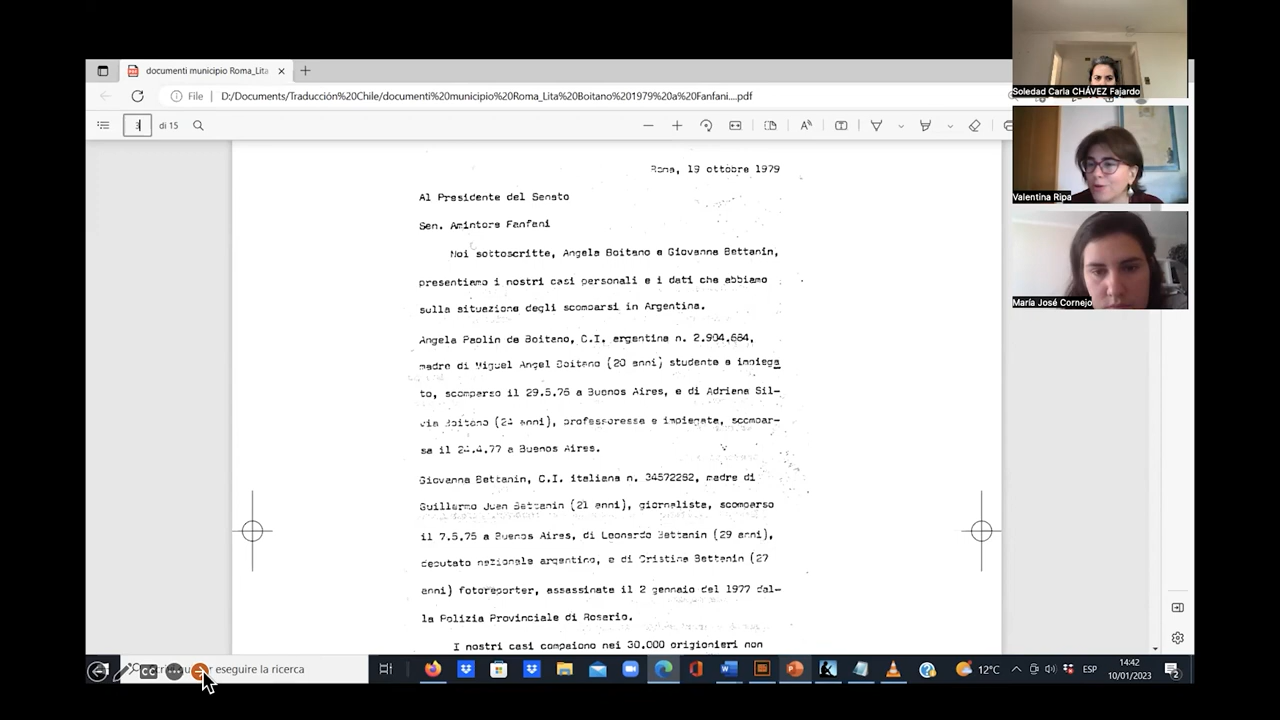 documenti municipio Roma_Lita
File D:/Documents/Traducción%20Chile/documenti%20municipio%20Roma_Lita%20Boitano%201979%20a%20Fanfani....pdf
3 di 15
Roma, 19 ottobre 1979
Al Presidente del Senato
Sen. Amintore Fanfani
Noi sottoscritte, Angela Boitano e Giovanna Bettanin,
presentiamo i nostri casi personali e i dati che abbiamo
sulla situazione degli scomparsi in Argentina.
Angela Paolin de Boitano, C.I. argentina n. 2.904.684,
madre di Miguel Angel Boitano (20 anni) studente e impiega
to, scomparso il 29.5.76 a Buenos Aires, e di Adriana Sil-
via Boitano (24 anni), professoressa e impiegata, scompar-
sa il 24.4.77 a Buenos Aires.
Giovanna Bettanin, C.I. italiana n. 34572262, madre di
Guillermo Juan Bettanin (21 anni), giornalista, scomparso
il 7.5.76 a Buenos Aires, di Leonardo Bettanin (29 anni),
deputato nazionale argentino, e di Cristina Bettanin (27
anni) fotoreporter, assassinate il 2 gennaio del 1977 dal-
la Polizia Provinciale di Rosario.
I nostri casi compaiono nei 30.000 prigionieri non
Soledad Carla CHÁVEZ Fajardo
Valentina Ripa
María José Cornejo
eseguire la ricerca
12°C
ESP
14:42
10/01/2023
2